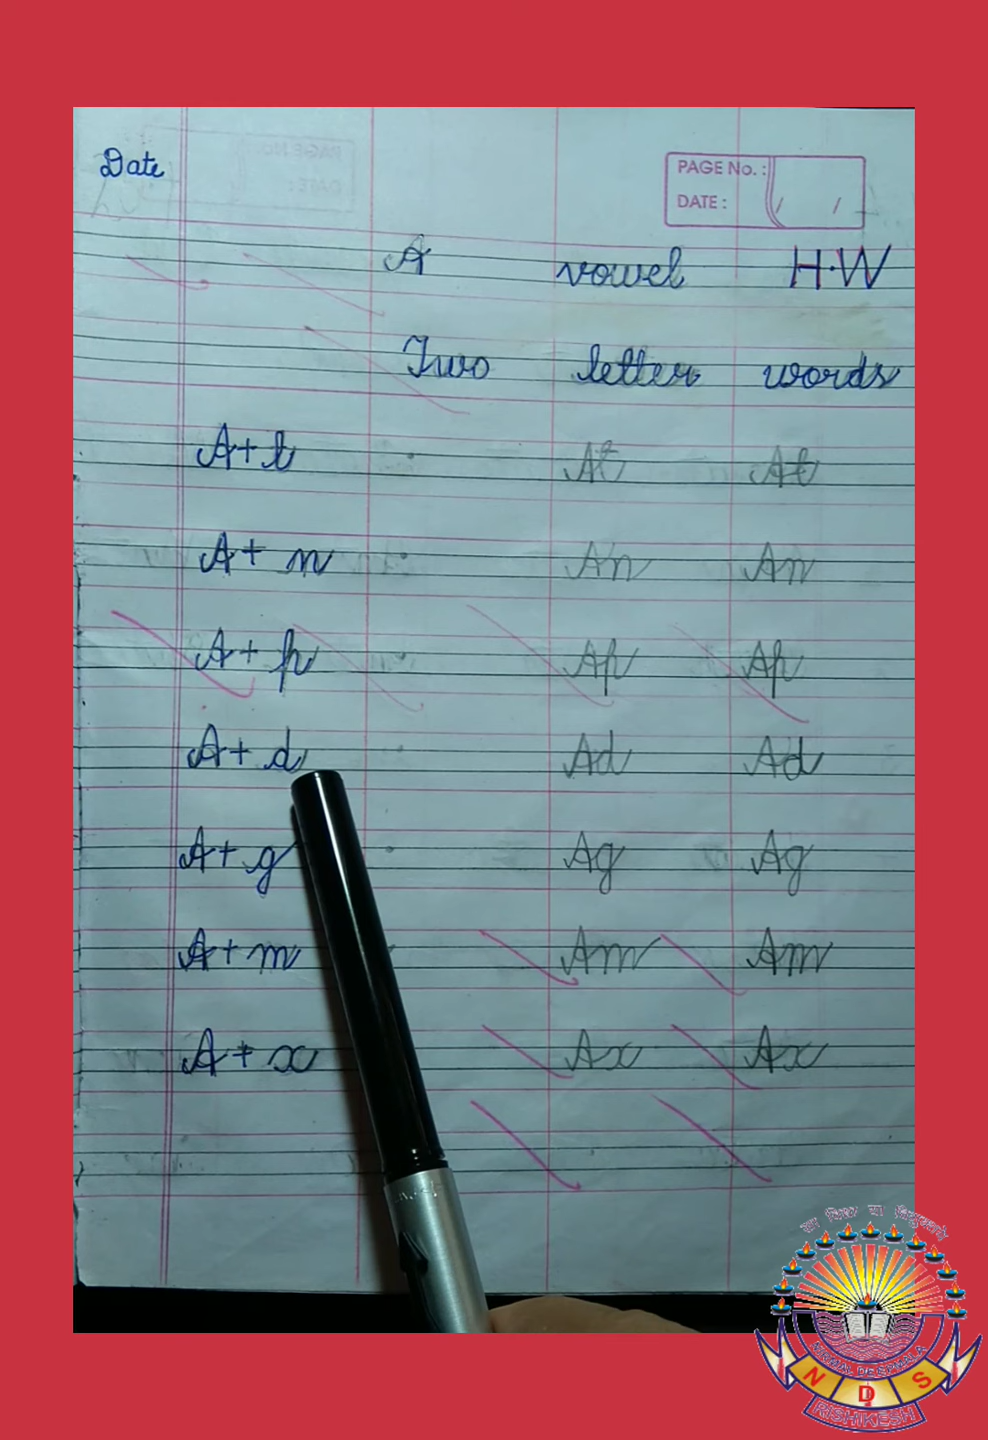 Date
PAGE No. :
DATE : / /
A vowel H.W
Two letter words
A+t At At
A+ n An An
A+ p Ap Ap
A+ d Ad Ad
A+ g Ag Ag
A+m Am Am
A+x Ax Ax
NDS
RISHIKESH